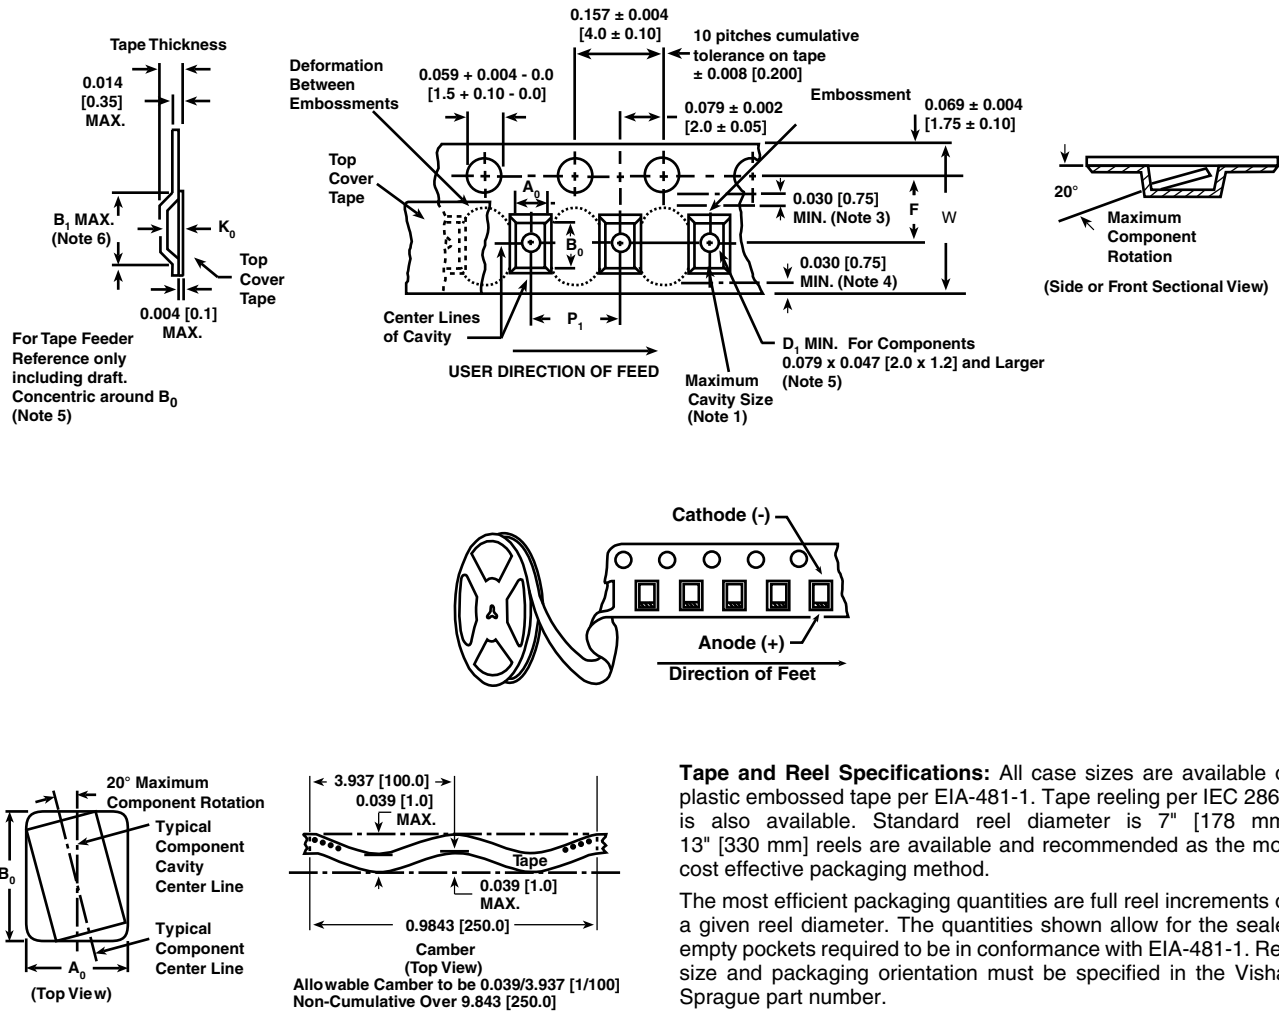 0.157 ± 0.004
[4.0 ± 0.10]
10 pitches cumulative
tolerance on tape
± 0.008 [0.200]
Tape Thickness
0.014
[0.35]
MAX.
Deformation
Between
Embossments
0.059 + 0.004 - 0.0
[1.5 + 0.10 - 0.0]
0.079 ± 0.002
[2.0 ± 0.05]
Embossment
0.069 ± 0.004
[1.75 ± 0.10]
Top
Cover
Tape
A0
B0
0.030 [0.75]
MIN. (Note 3)
F
W
0.030 [0.75]
MIN. (Note 4)
20°
Maximum
Component
Rotation
(Side or Front Sectional View)
B1 MAX.
(Note 6)
K0
Top
Cover
Tape
0.004 [0.1]
MAX.
For Tape Feeder
Reference only
including draft.
Concentric around B0
(Note 5)
Center Lines
of Cavity
P1
USER DIRECTION OF FEED
Maximum
Cavity Size
(Note 1)
D1 MIN. For Components
0.079 x 0.047 [2.0 x 1.2] and Larger
(Note 5)
Cathode (-)
Anode (+)
Direction of Feet
20° Maximum
Component Rotation
Typical
Component
Cavity
Center Line
B0
Typical
Component
Center Line
A0
(Top View)
3.937 [100.0]
0.039 [1.0]
MAX.
Tape
0.039 [1.0]
MAX.
0.9843 [250.0]
Camber
(Top View)
Allowable Camber to be 0.039/3.937 [1/100]
Non-Cumulative Over 9.843 [250.0]
Tape and Reel Specifications: All case sizes are available
plastic embossed tape per EIA-481-1. Tape reeling per IEC 286
is also available. Standard reel diameter is 7" [178 mm
13" [330 mm] reels are available and recommended as the mo
cost effective packaging method.
The most efficient packaging quantities are full reel increments
a given reel diameter. The quantities shown allow for the seale
empty pockets required to be in conformance with EIA-481-1. Re
size and packaging orientation must be specified in the Visha
Sprague part number.